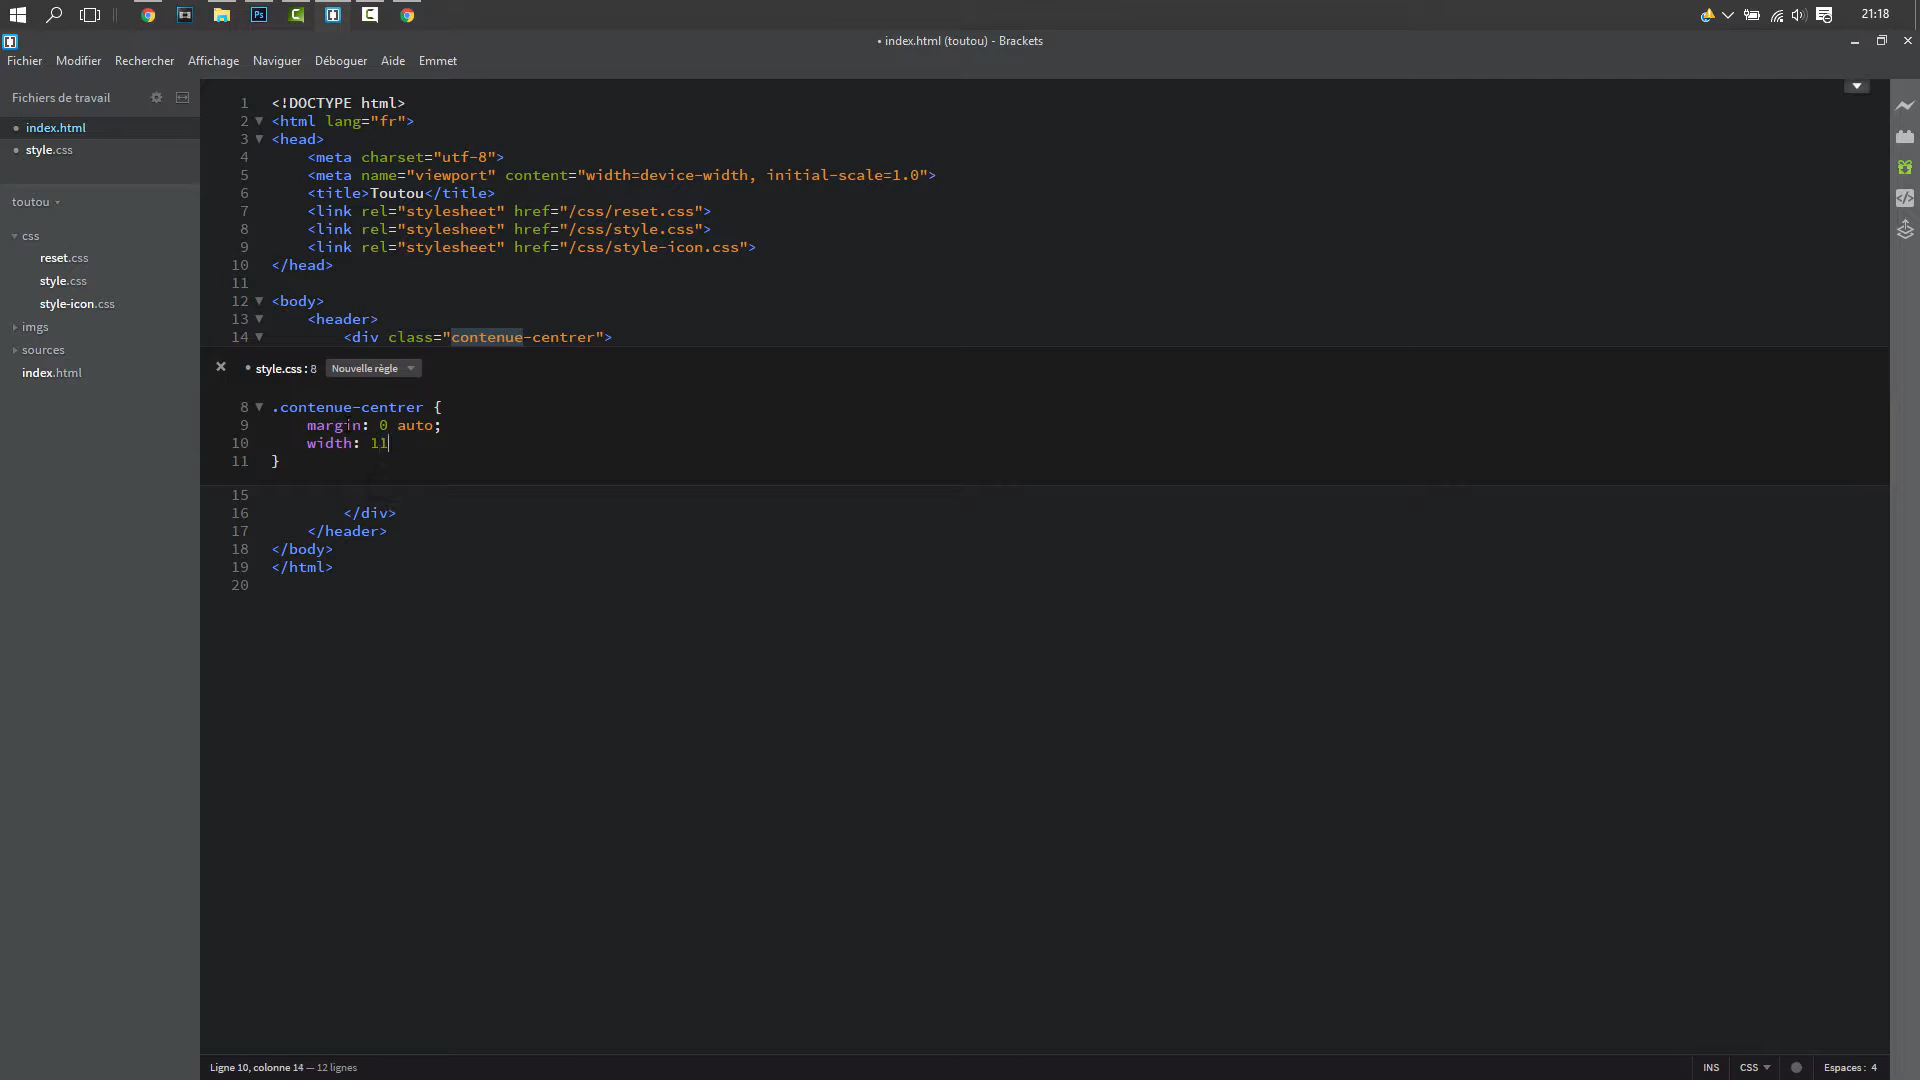 Ps
21:18
• index.html (toutou) - Brackets
Fichier Modifier Rechercher Affichage Naviguer Déboguer Aide Emmet
Fichiers de travail
index.html
style.css
toutou
css
reset.css
style.css
style-icon.css
imgs
sources
index.html
1 <!DOCTYPE html>
2 <html lang="fr">
3 <head>
4 <meta charset="utf-8">
5 <meta name="viewport" content="width=device-width, initial-scale=1.0">
6 <title>Toutou</title>
7 <link rel="stylesheet" href="/css/reset.css">
8 <link rel="stylesheet" href="/css/style.css">
9 <link rel="stylesheet" href="/css/style-icon.css">
10 </head>
11
12 <body>
13 <header>
14 <div class="contenue-centrer">
• style.css : 8 Nouvelle règle
8 .contenue-centrer {
9 margin: 0 auto;
10 width: 11
11 }
15
16 </div>
17 </header>
18 </body>
19 </html>
20
Ligne 10, colonne 14 — 12 lignes
INS CSS Espaces : 4